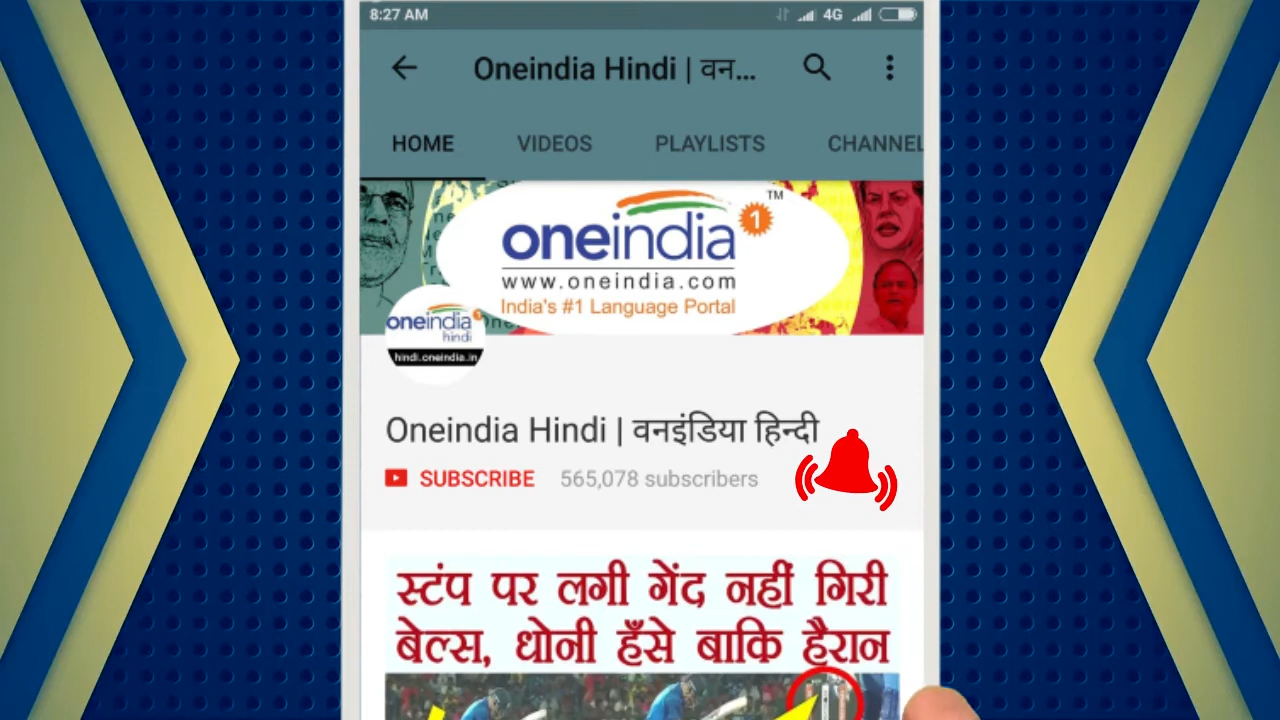 8:27 AM 4G
Oneindia Hindi | वन...
HOME VIDEOS PLAYLISTS CHANNEL
oneindia 1 TM
www.oneindia.com
India's #1 Language Portal
oneindia
hindi
hindi.oneindia.in
Oneindia Hindi | वनइंडिया हिन्दी
SUBSCRIBE 565,078 subscribers
स्टंप पर लगी गेंद नहीं गिरी
बेल्स, धोनी हँसे बाकि हैरान